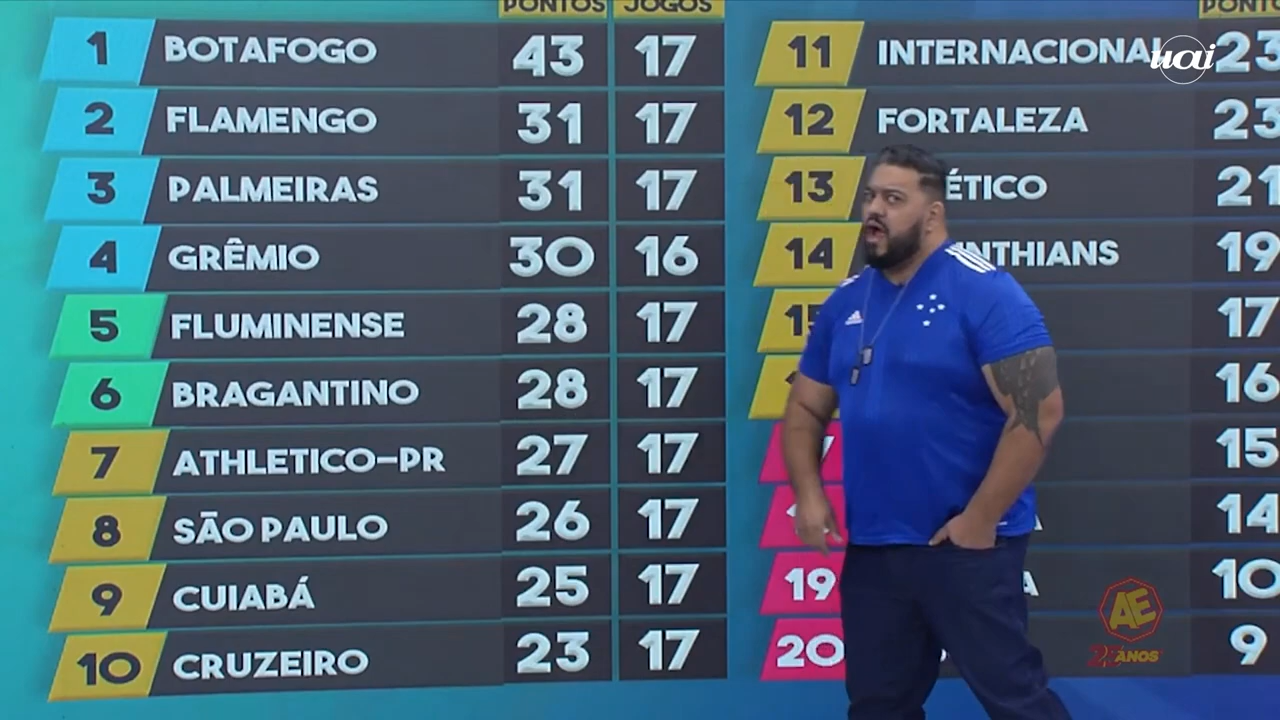 PONTOS JOGOS
1 BOTAFOGO 43 17
2 FLAMENGO 31 17
3 PALMEIRAS 31 17
4 GRÊMIO 30 16
5 FLUMINENSE 28 17
6 BRAGANTINO 28 17
7 ATHLETICO-PR 27 17
8 SÃO PAULO 26 17
9 CUIABÁ 25 17
10 CRUZEIRO 23 17
PONTO
11 INTERNACIONAL 23
12 FORTALEZA 23
13 ÉTICO 21
14 INTHIANS 19
15 17
16
15
14
19 A 10
20 9
uai
AE
ANOS